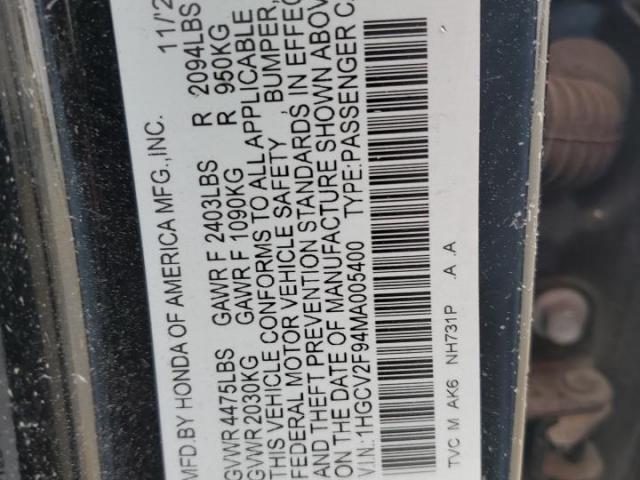 MFD.BY HONDA OF AMERICA MFG.,INC. 11/2
GVWR 4475LBS GAWR F 2403LBS R 2094LBS
GVWR 2030KG GAWR F 1090KG R 950KG
THIS VEHICLE CONFORMS TO ALL APPLICABLE
FEDERAL MOTOR VEHICLE SAFETY , BUMPER,
AND THEFT PREVENTION STANDARDS IN EFFEC
ON THE DATE OF MANUFACTURE SHOWN ABOV
V.I.N.:1HGCV2F94MA005400 TYPE:PASSENGER CA
TVC M AK6 NH731P .A .A